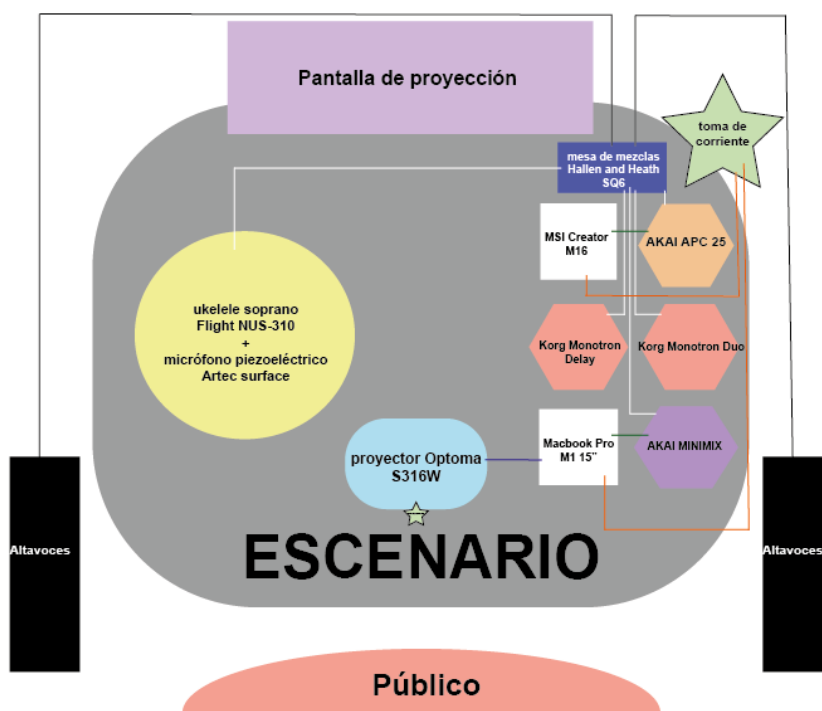 Pantalla de proyección
toma de
corriente
mesa de mezclas
Hallen and Heath
SQ6
MSI Creator
M16
AKAI APC 25
ukelele soprano
Flight NUS-310
+
micrófono piezoeléctrico
Artec surface
Korg Monotron
Delay
Korg Monotron Duo
proyector Optoma
S316W
Macbook Pro
M1 15"
AKAI MINIMIX
Altavoces
Altavoces
ESCENARIO
Público